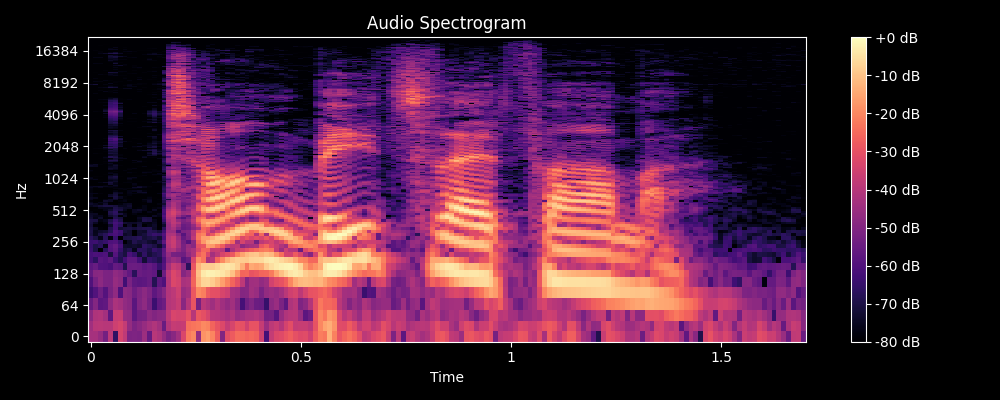 Audio Spectrogram
16384
8192
4096
2048
1024
512
256
128
64
0
Hz
0
0.5
1
1.5
Time
+0 dB
-10 dB
-20 dB
-30 dB
-40 dB
-50 dB
-60 dB
-70 dB
-80 dB